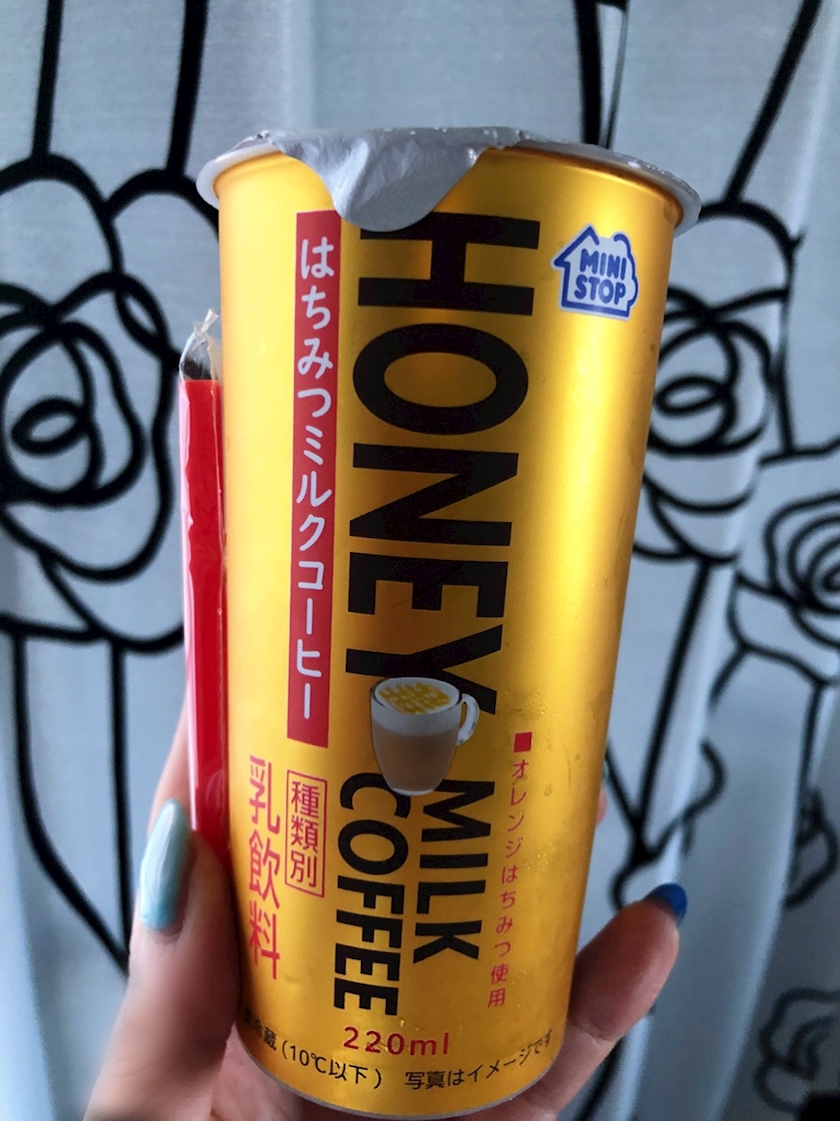 MINI
STOP
はちみつミルクコーヒー
HONEY
MILK
COFFEE
■オレンジはちみつ使用
種類別
乳飲料
220ml
冷蔵(10℃以下) 写真はイメージです